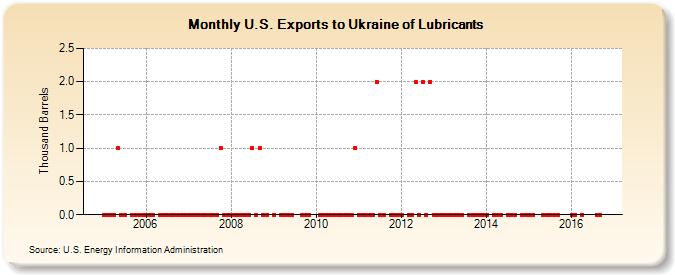 Monthly U.S. Exports to Ukraine of Lubricants
Thousand Barrels
2.5
2.0
1.5
1.0
0.5
0.0
2006 2008 2010 2012 2014 2016
Source: U.S. Energy Information Administration